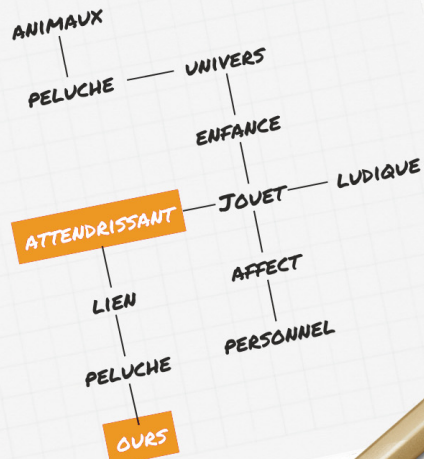 ANIMAUX
UNIVERS
PELUCHE
ENFANCE
LUDIQUE
JOUET
ATTENDRISSANT
AFFECT
LIEN
PERSONNEL
PELUCHE
OURS